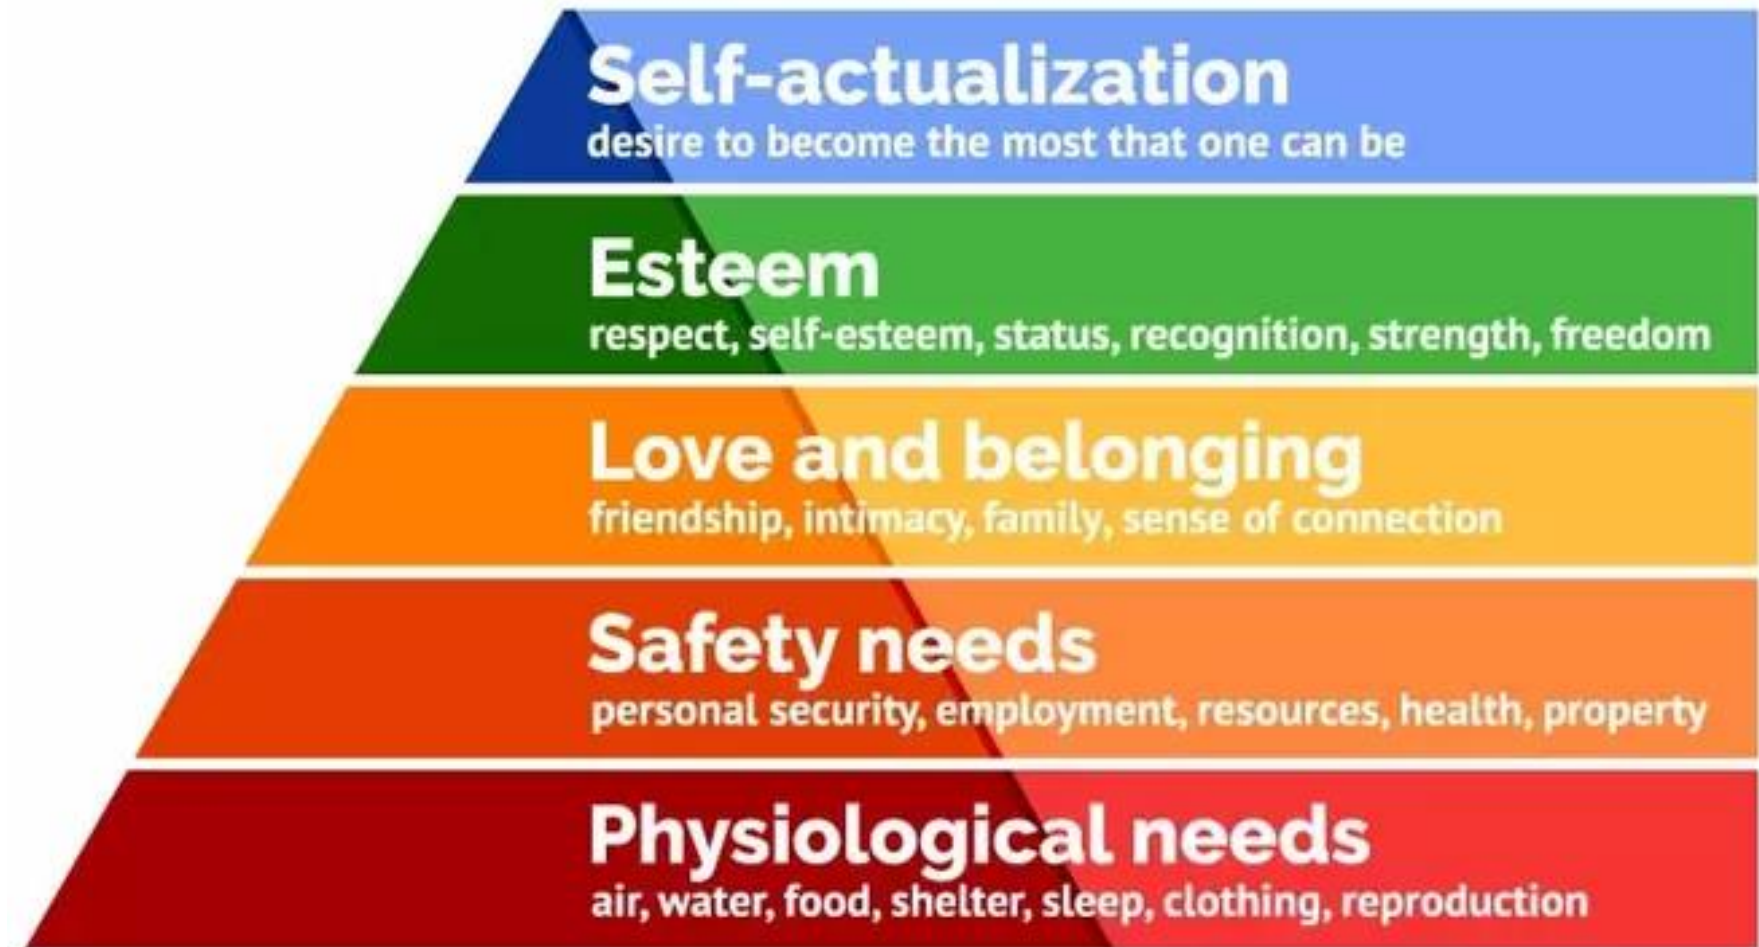 Self-actualization
desire to become the most that one can be
Esteem
respect, self-esteem, status, recognition, strength, freedom
Love and belonging
friendship, intimacy, family, sense of connection
Safety needs
personal security, employment, resources, health, property
Physiological needs
air, water, food, shelter, sleep, clothing, reproduction